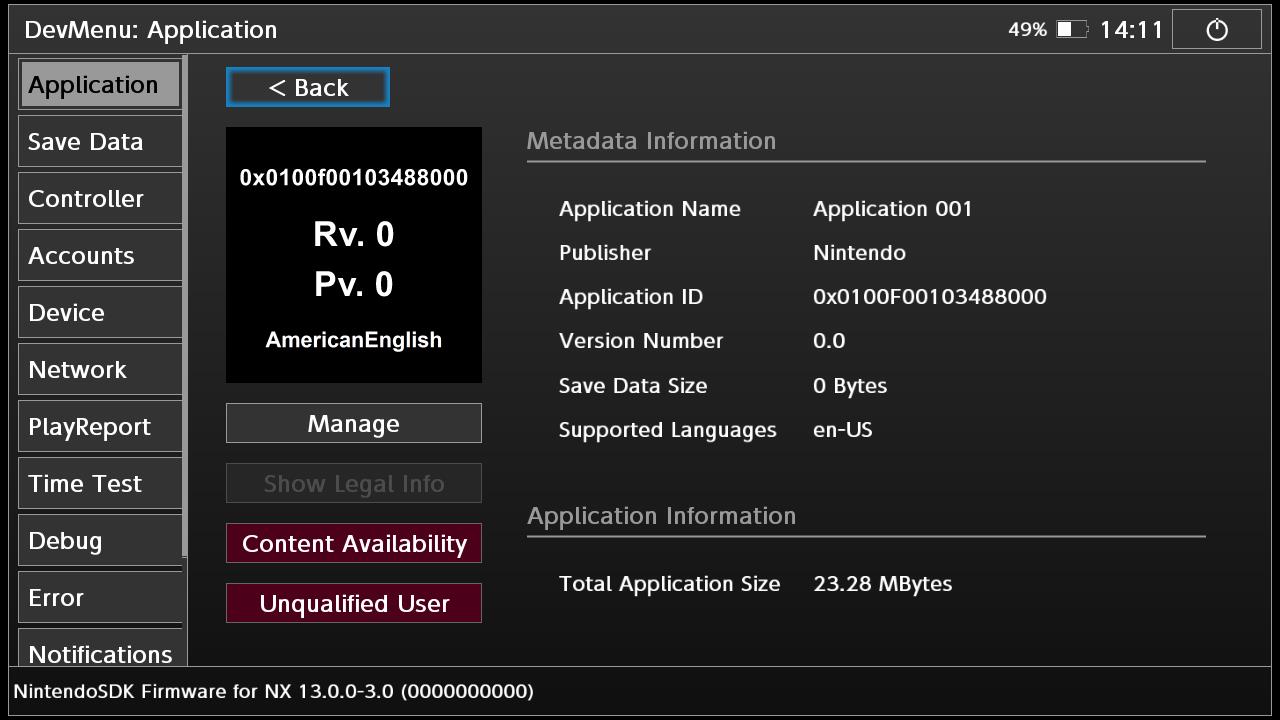 DevMenu: Application
49%
14:11
Application
Save Data
Controller
Accounts
Device
Network
PlayReport
Time Test
Debug
Error
Notifications
< Back
0x0100f00103488000
Rv. 0
Pv. 0
AmericanEnglish
Manage
Show Legal Info
Content Availability
Unqualified User
Metadata Information
Application Name Application 001
Publisher Nintendo
Application ID 0x0100F00103488000
Version Number 0.0
Save Data Size 0 Bytes
Supported Languages en-US
Application Information
Total Application Size 23.28 MBytes
NintendoSDK Firmware for NX 13.0.0-3.0 (0000000000)